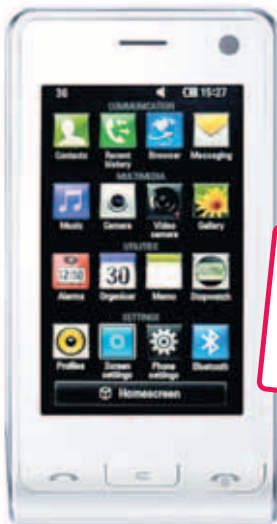 3G 15:27
COMMUNICATION
Contacts Recent history Browser Messaging
MULTIMEDIA
Music Camera Video camera Gallery
UTILITIES
12:50 30
Alarms Organiser Memo Stopwatch
SETTINGS
Profiles Screen settings Phone settings Bluetooth
Homescreen